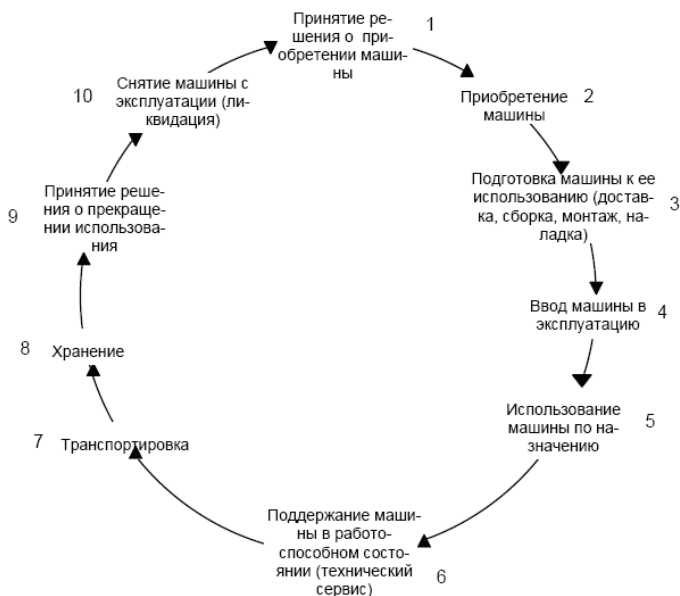 Принятие ре-
шения о при-
обретении маши-
ны
1
Приобретение
машины
2
Подготовка машины к ее
использованию (достав-
ка, сборка, монтаж, на-
ладка)
3
Ввод машины в
эксплуатацию
4
Использование
машины по на-
значению
5
Поддержание маши-
ны в работо-
способном состо-
янии (технический
сервис)
6
7
Транспортировка
8
Хранение
9
Принятие реше-
ния о прекраще-
нии использова-
ния
10
Снятие машины с
эксплуатации (ли-
квидация)